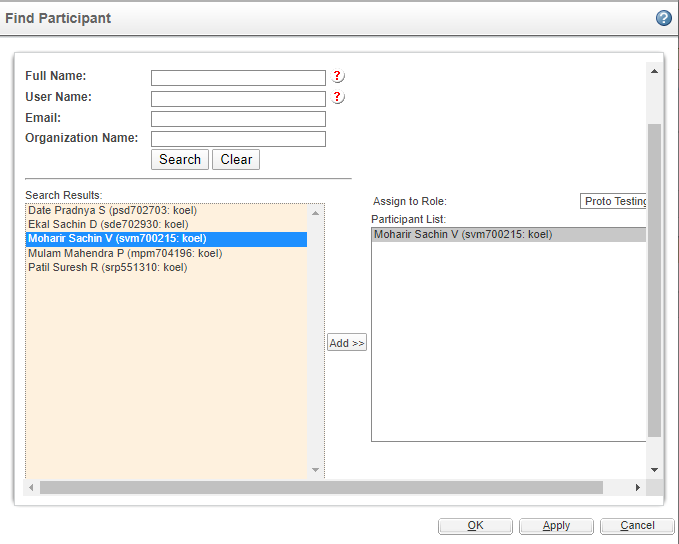 Find Participant
?
Full Name:
?
User Name:
?
Email:
Organization Name:
Search Clear
Search Results:
Date Pradnya S (psd702703: koel)
Ekal Sachin D (sde702930: koel)
Moharir Sachin V (svm700215: koel)
Mulam Mahendra P (mpm704196: koel)
Patil Suresh R (srp551310: koel)
Add >>
Assign to Role: Proto Testing
Participant List:
Moharir Sachin V (svm700215: koel)
OK Apply Cancel